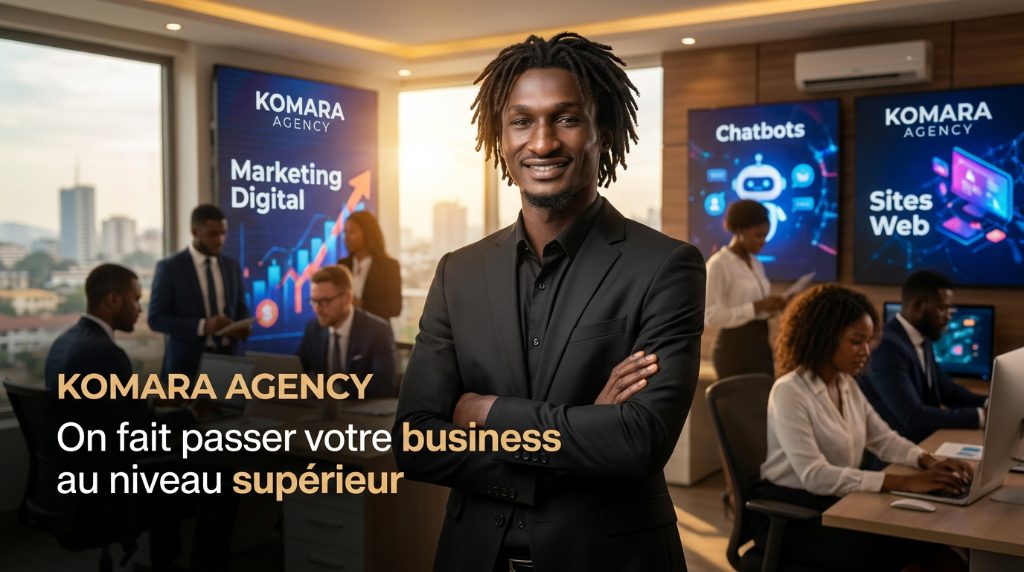 KOMARA
AGENCY
Marketing
Digital
Chatbots
KOMARA
AGENCY
Sites
Web
KOMARA AGENCY
On fait passer votre business
au niveau supérieur